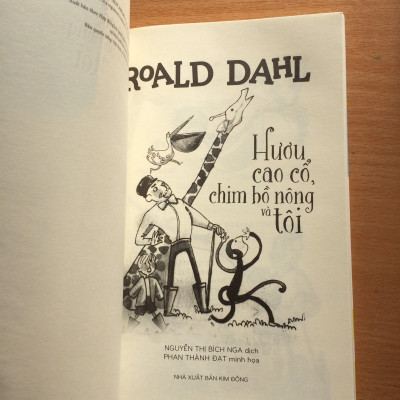 ROALD DAHL
Hươu
cao cổ,
chim bồ nông
và
tôi
NGUYỄN THỊ BÍCH NGA dịch
PHAN THÀNH ĐẠT minh họa
NHÀ XUẤT BẢN KIM ĐỒNG